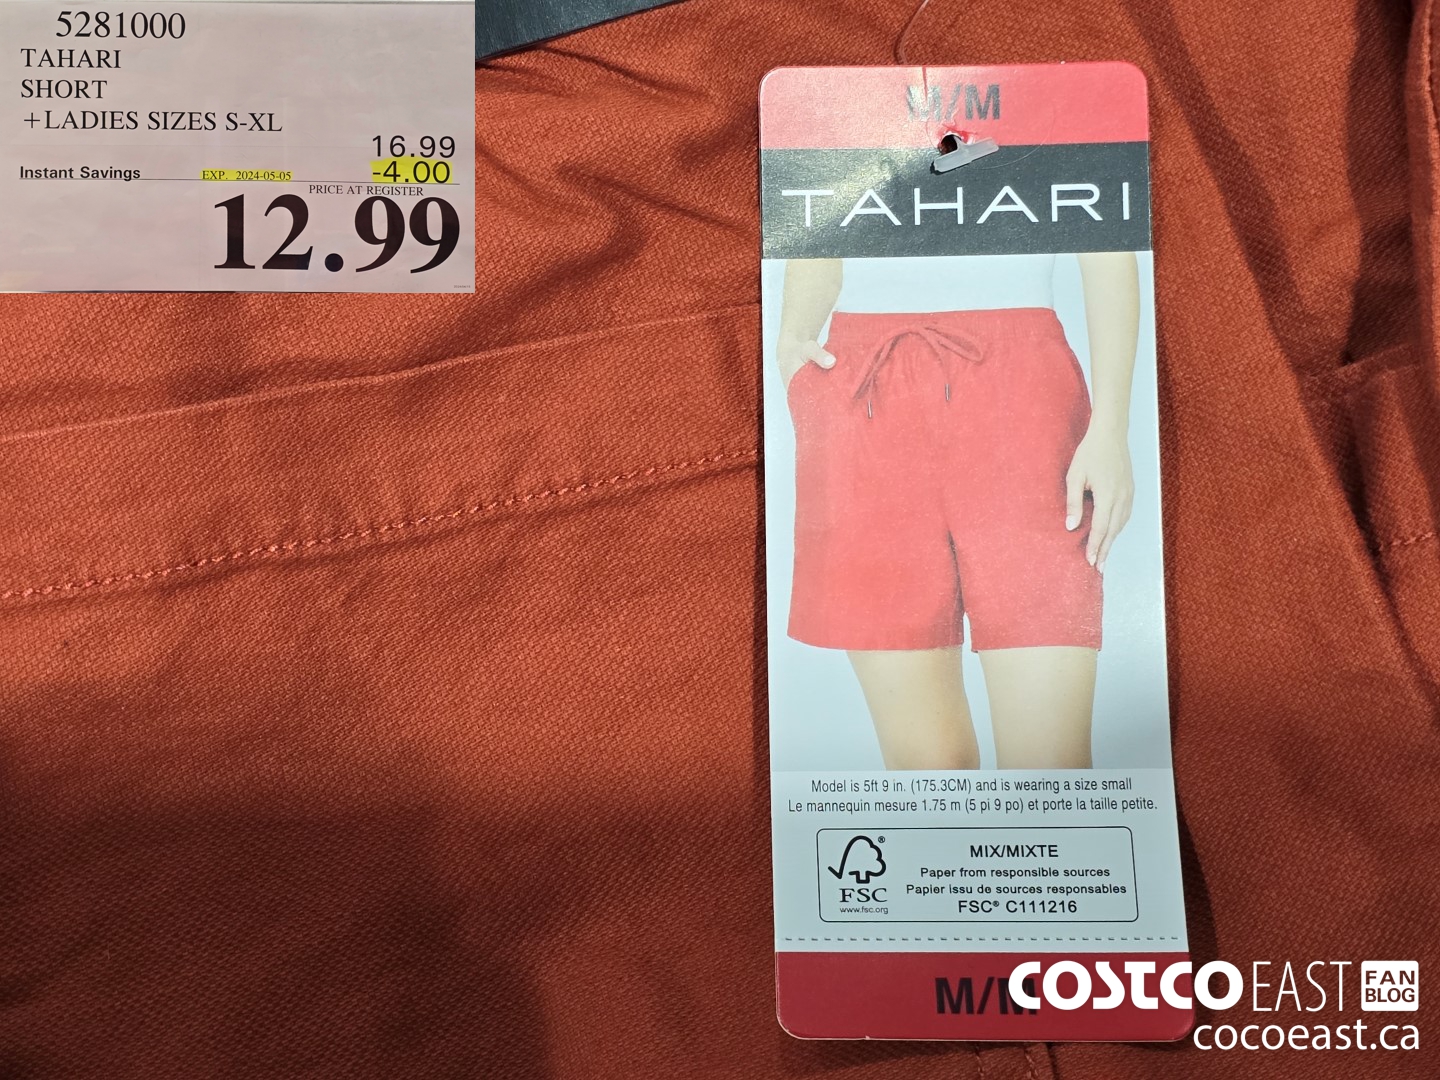 5281000
TAHARI
SHORT
+LADIES SIZES S-XL
16.99
Instant Savings EXP. 2024-05-05 -4.00
PRICE AT REGISTER
12.99
M/M
TAHARI
Model is 5ft 9 in. (175.3CM) and is wearing a size small
Le mannequin mesure 1.75 m (5 pi 9 po) et porte la taille petite.
FSC
www.fsc.org
MIX/MIXTE
Paper from responsible sources
Papier issu de sources responsables
FSC® C111216
M/M
COSTCO EAST FAN BLOG
cocoeast.ca